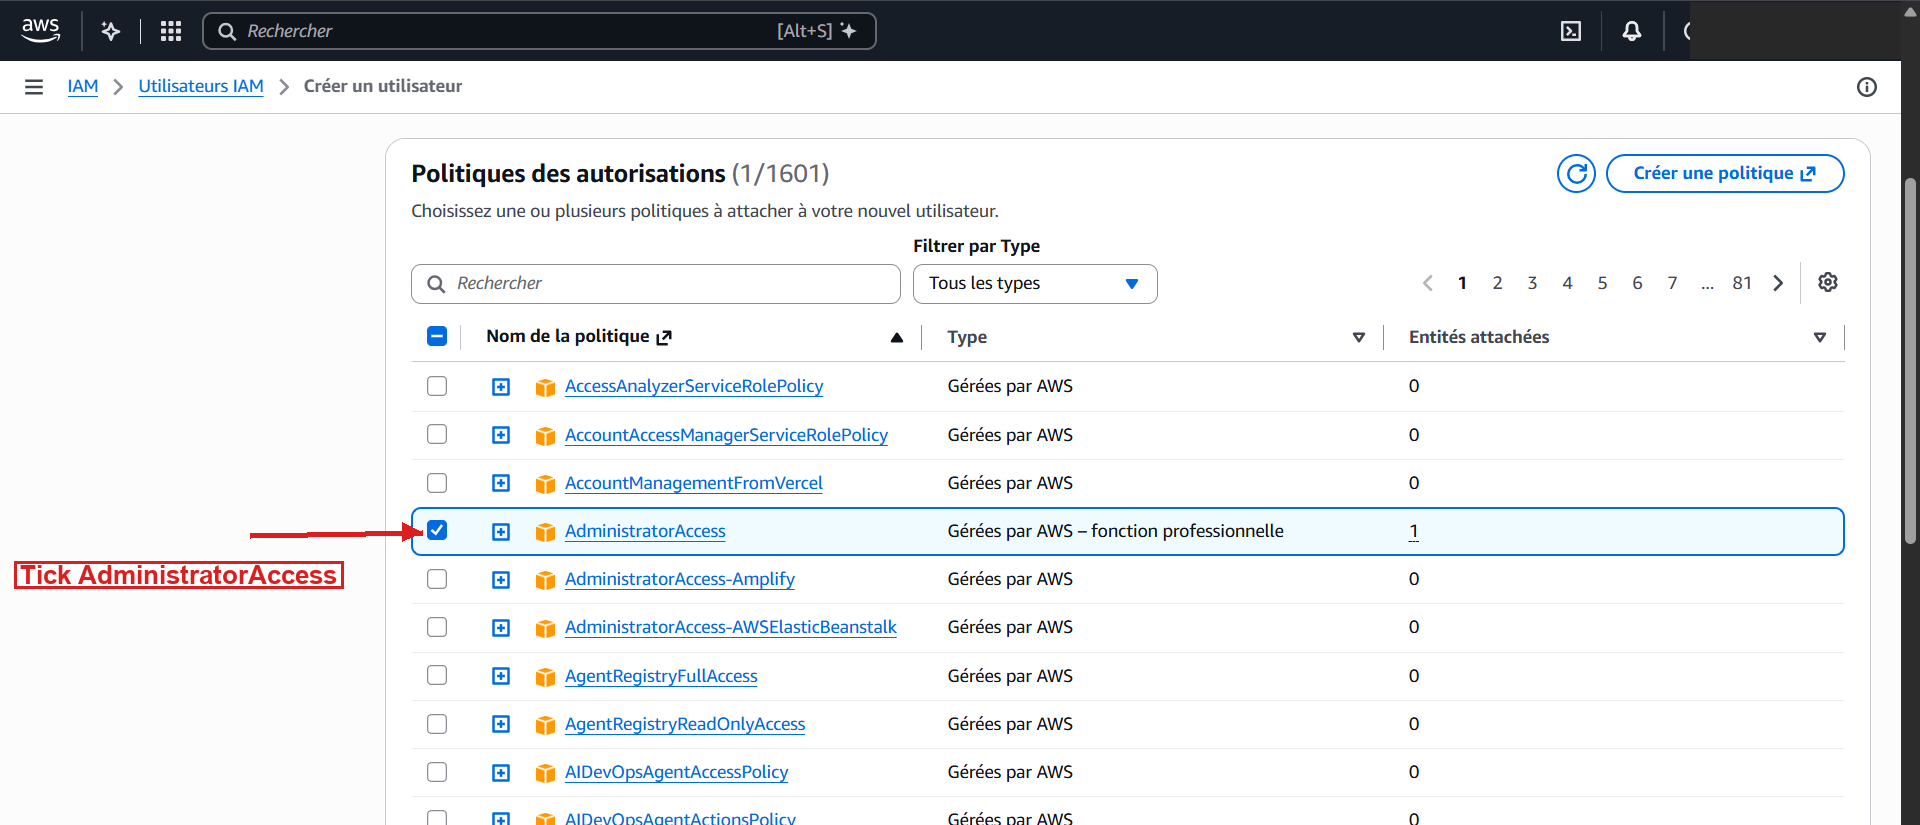 aws
Rechercher
[Alt+S]
IAM
Utilisateurs IAM
Créer un utilisateur
Politiques des autorisations (1/1601)
Créer une politique
Choisissez une ou plusieurs politiques à attacher à votre nouvel utilisateur.
Filtrer par Type
Rechercher
Tous les types
1 2 3 4 5 6 7 ... 81
Nom de la politique Type Entités attachées
AccessAnalyzerServiceRolePolicy Gérées par AWS 0
AccountAccessManagerServiceRolePolicy Gérées par AWS 0
AccountManagementFromVercel Gérées par AWS 0
AdministratorAccess Gérées par AWS – fonction professionnelle 1
Tick AdministratorAccess
AdministratorAccess-Amplify Gérées par AWS 0
AdministratorAccess-AWSElasticBeanstalk Gérées par AWS 0
AgentRegistryFullAccess Gérées par AWS 0
AgentRegistryReadOnlyAccess Gérées par AWS 0
AIDevOpsAgentAccessPolicy Gérées par AWS 0
AIDevOpsAgentActionsPolicy Gérées par AWS 0